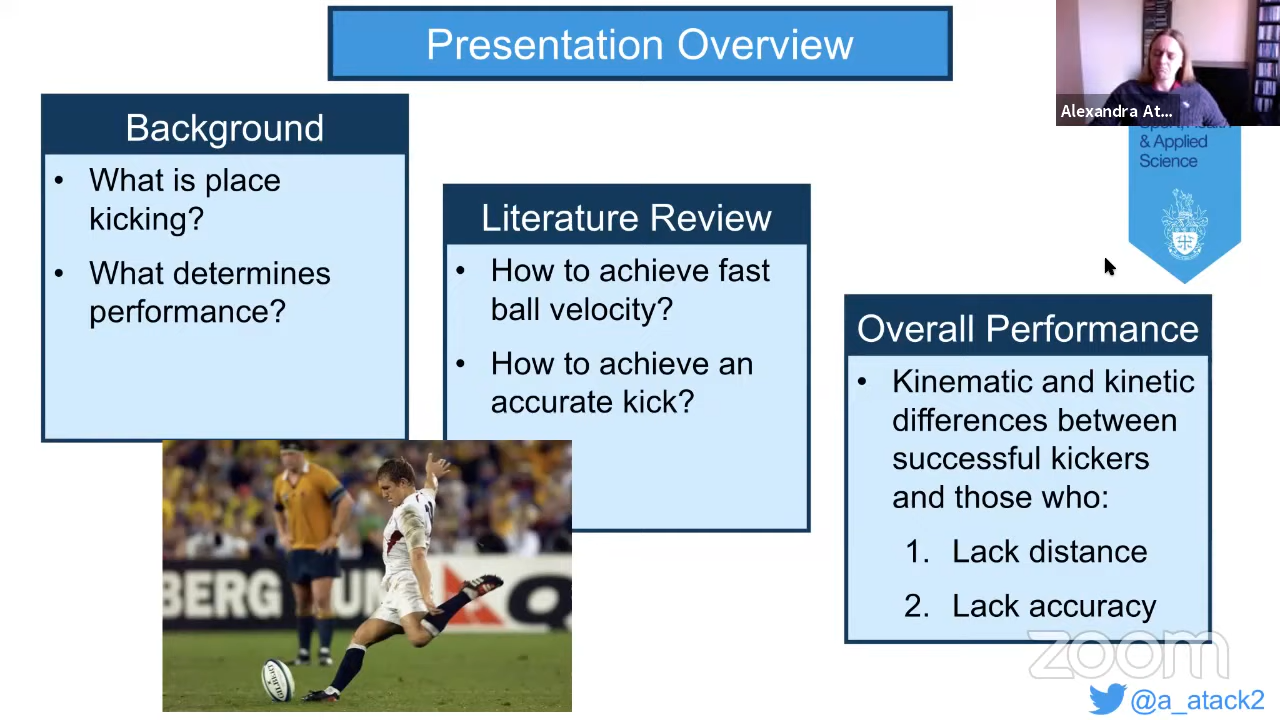 Presentation Overview
Alexandra At...
& Applied
Science
Background
• What is place
kicking?
• What determines
performance?
Literature Review
• How to achieve fast
ball velocity?
• How to achieve an
accurate kick?
Overall Performance
• Kinematic and kinetic
differences between
successful kickers
and those who:
1. Lack distance
2. Lack accuracy
BERG
GILBERT
zoom
@a_atack2